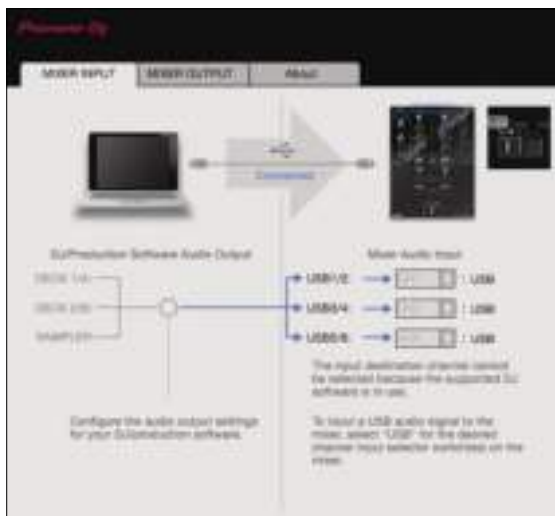 Pioneer Dj
MIXER INPUT
MIXER OUTPUT
About
Connected
DJ/Production Software Audio Output
Mixer Audio Input
DECK 1/A
DECK 2/B
SAMPLER
USB1/2
: USB
USB3/4
: USB
USB5/6
: USB
The input destination channel cannot
be selected because the supported DJ
software is in use.
Configure the audio output settings
for your DJ/production software.
To input a USB audio signal to the
mixer, select "USB" for the desired
channel input selector switch(es) on the
mixer.